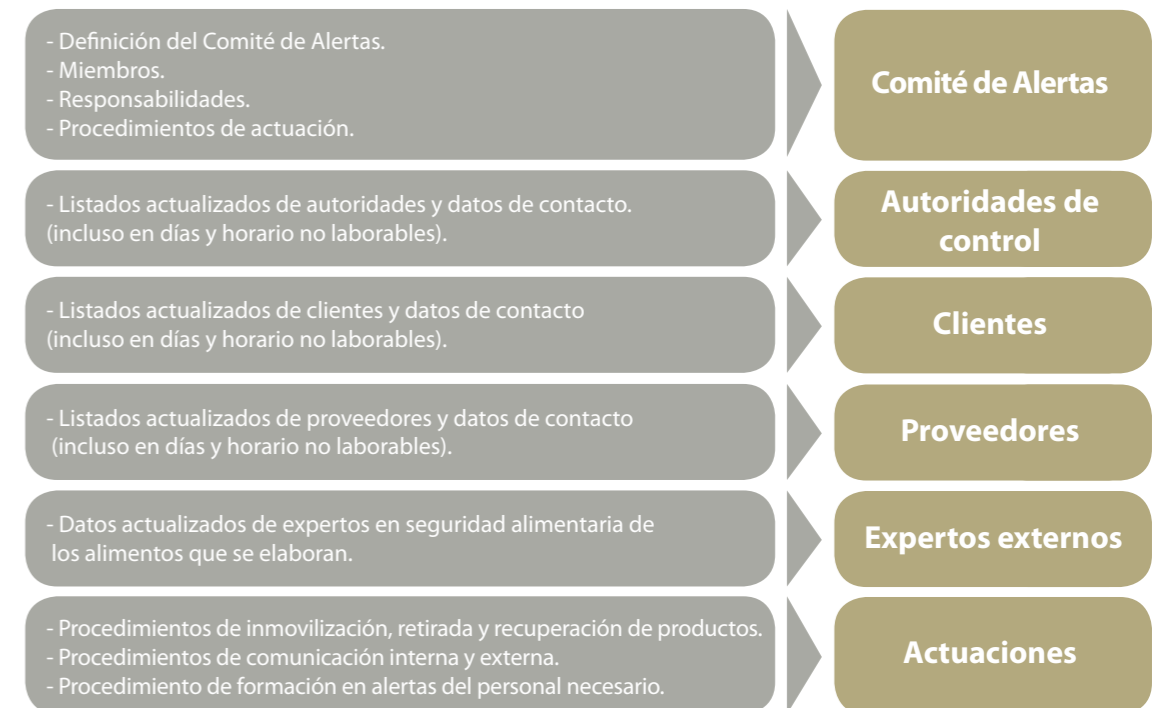 - Definición del Comité de Alertas.
- Miembros.
- Responsabilidades.
- Procedimientos de actuación.
Comité de Alertas
- Listados actualizados de autoridades y datos de contacto.
(incluso en días y horario no laborables).
Autoridades de
control
- Listados actualizados de clientes y datos de contacto
(incluso en días y horario no laborables).
Clientes
- Listados actualizados de proveedores y datos de contacto
(incluso en días y horario no laborables).
Proveedores
- Datos actualizados de expertos en seguridad alimentaria de
los alimentos que se elaboran.
Expertos externos
- Procedimientos de inmovilización, retirada y recuperación de productos.
- Procedimientos de comunicación interna y externa.
- Procedimiento de formación en alertas del personal necesario.
Actuaciones